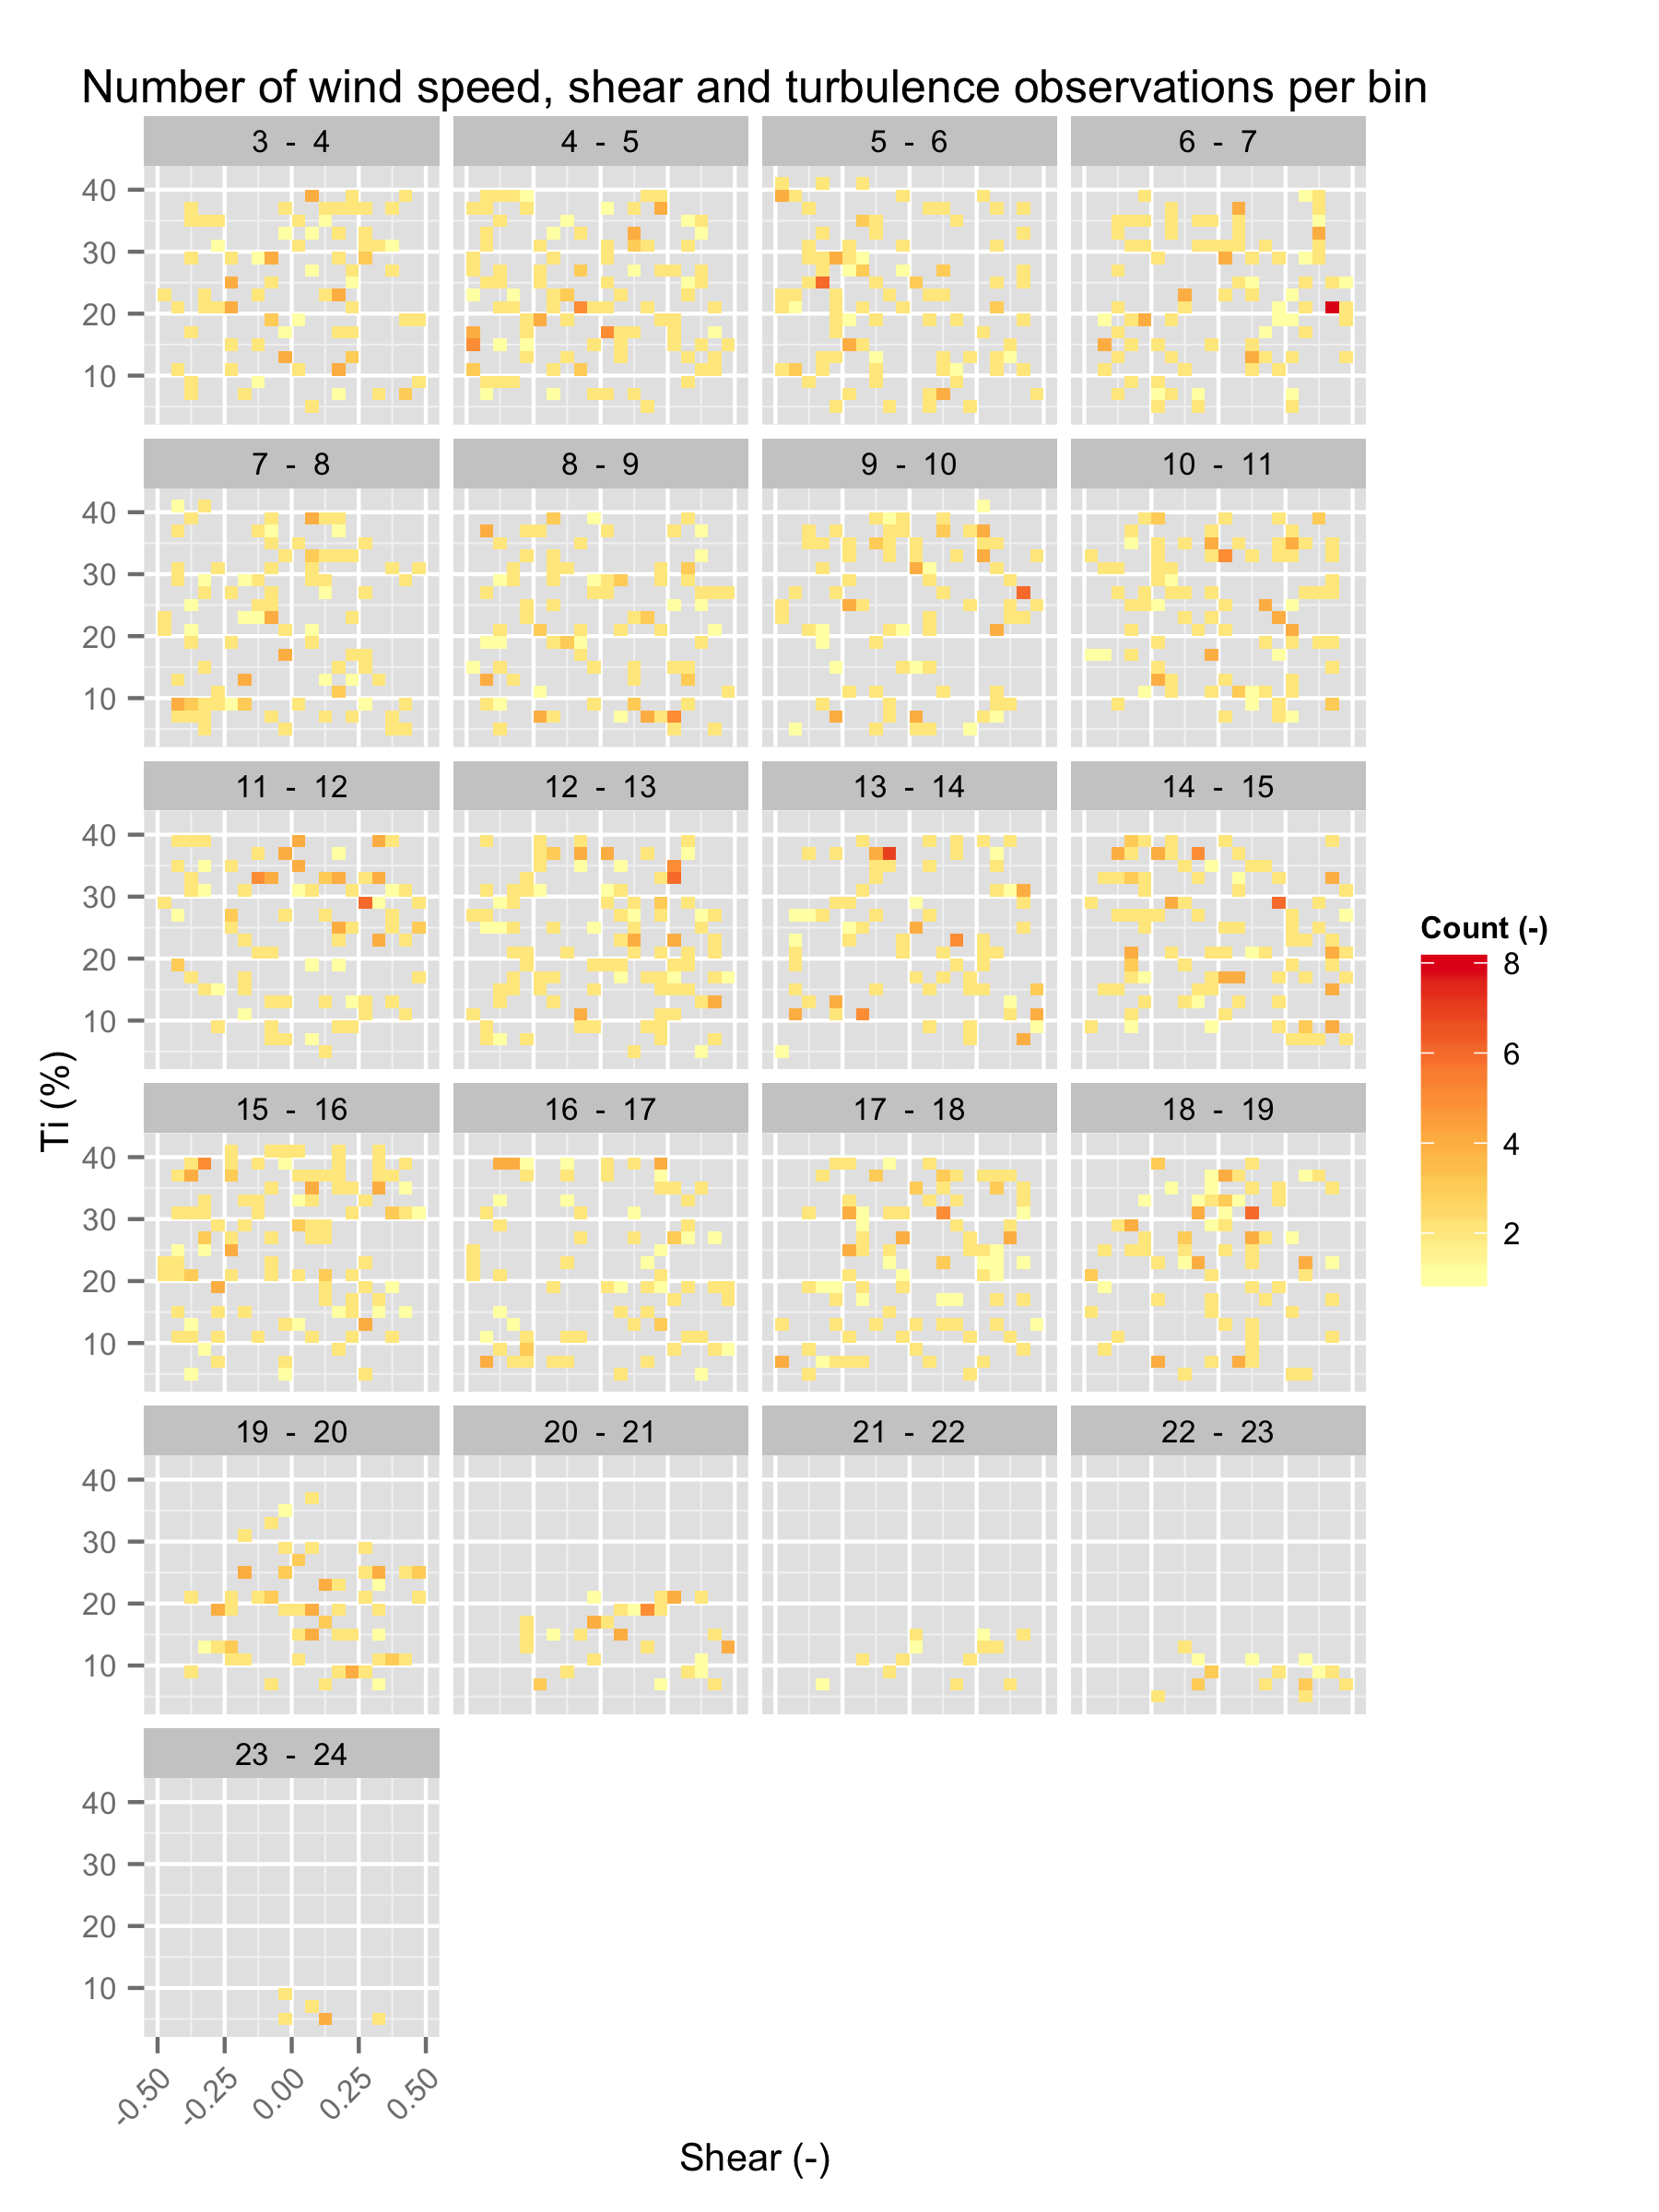 Number of wind speed, shear and turbulence observations per bin
3 - 4
4 - 5
5 - 6
6 - 7
40
30
20
10
7 - 8
8 - 9
9 - 10
10 - 11
40
30
20
10
11 - 12
12 - 13
13 - 14
14 - 15
40
30
20
10
Count (-)
8
6
4
2
Ti (%)
15 - 16
16 - 17
17 - 18
18 - 19
40
30
20
10
19 - 20
20 - 21
21 - 22
22 - 23
40
30
20
10
23 - 24
40
30
20
10
-0.50
-0.25
0.00
0.25
0.50
Shear (-)